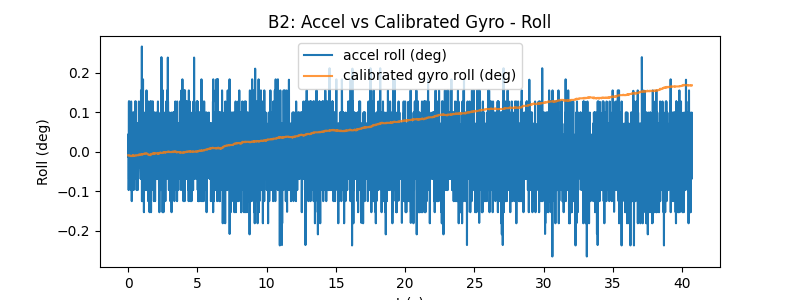 B2: Accel vs Calibrated Gyro - Roll
accel roll (deg)
calibrated gyro roll (deg)
Roll (deg)
0.2
0.1
0.0
−0.1
−0.2
0 5 10 15 20 25 30 35 40